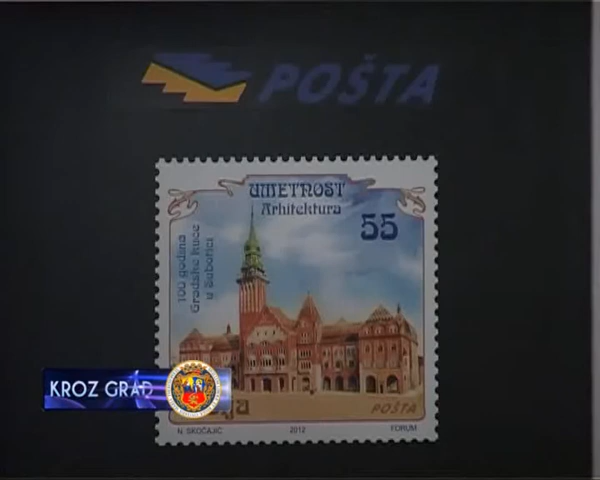 POŠTA
UMETNOST
Arhitektura
55
100 godina
Gradske kuće
u Subotici
KROZ GRAD
POŠTA
N. SKOČAJIĆ
2012
FORUM